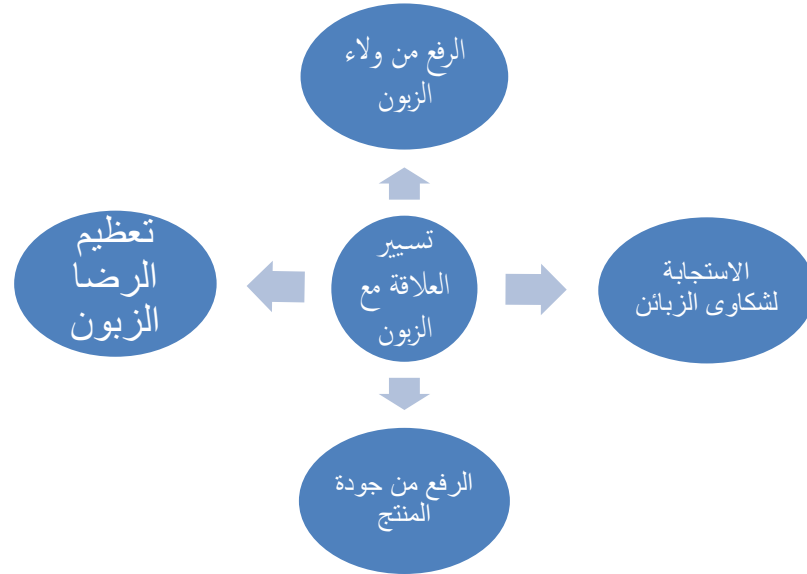 الرفع من ولاء
الزبون
تسيير
العلاقة مع
الزبون
الاستجابة
لشكاوى الزبائن
تعظيم
الرضا
الزبون
الرفع من جودة
المنتج